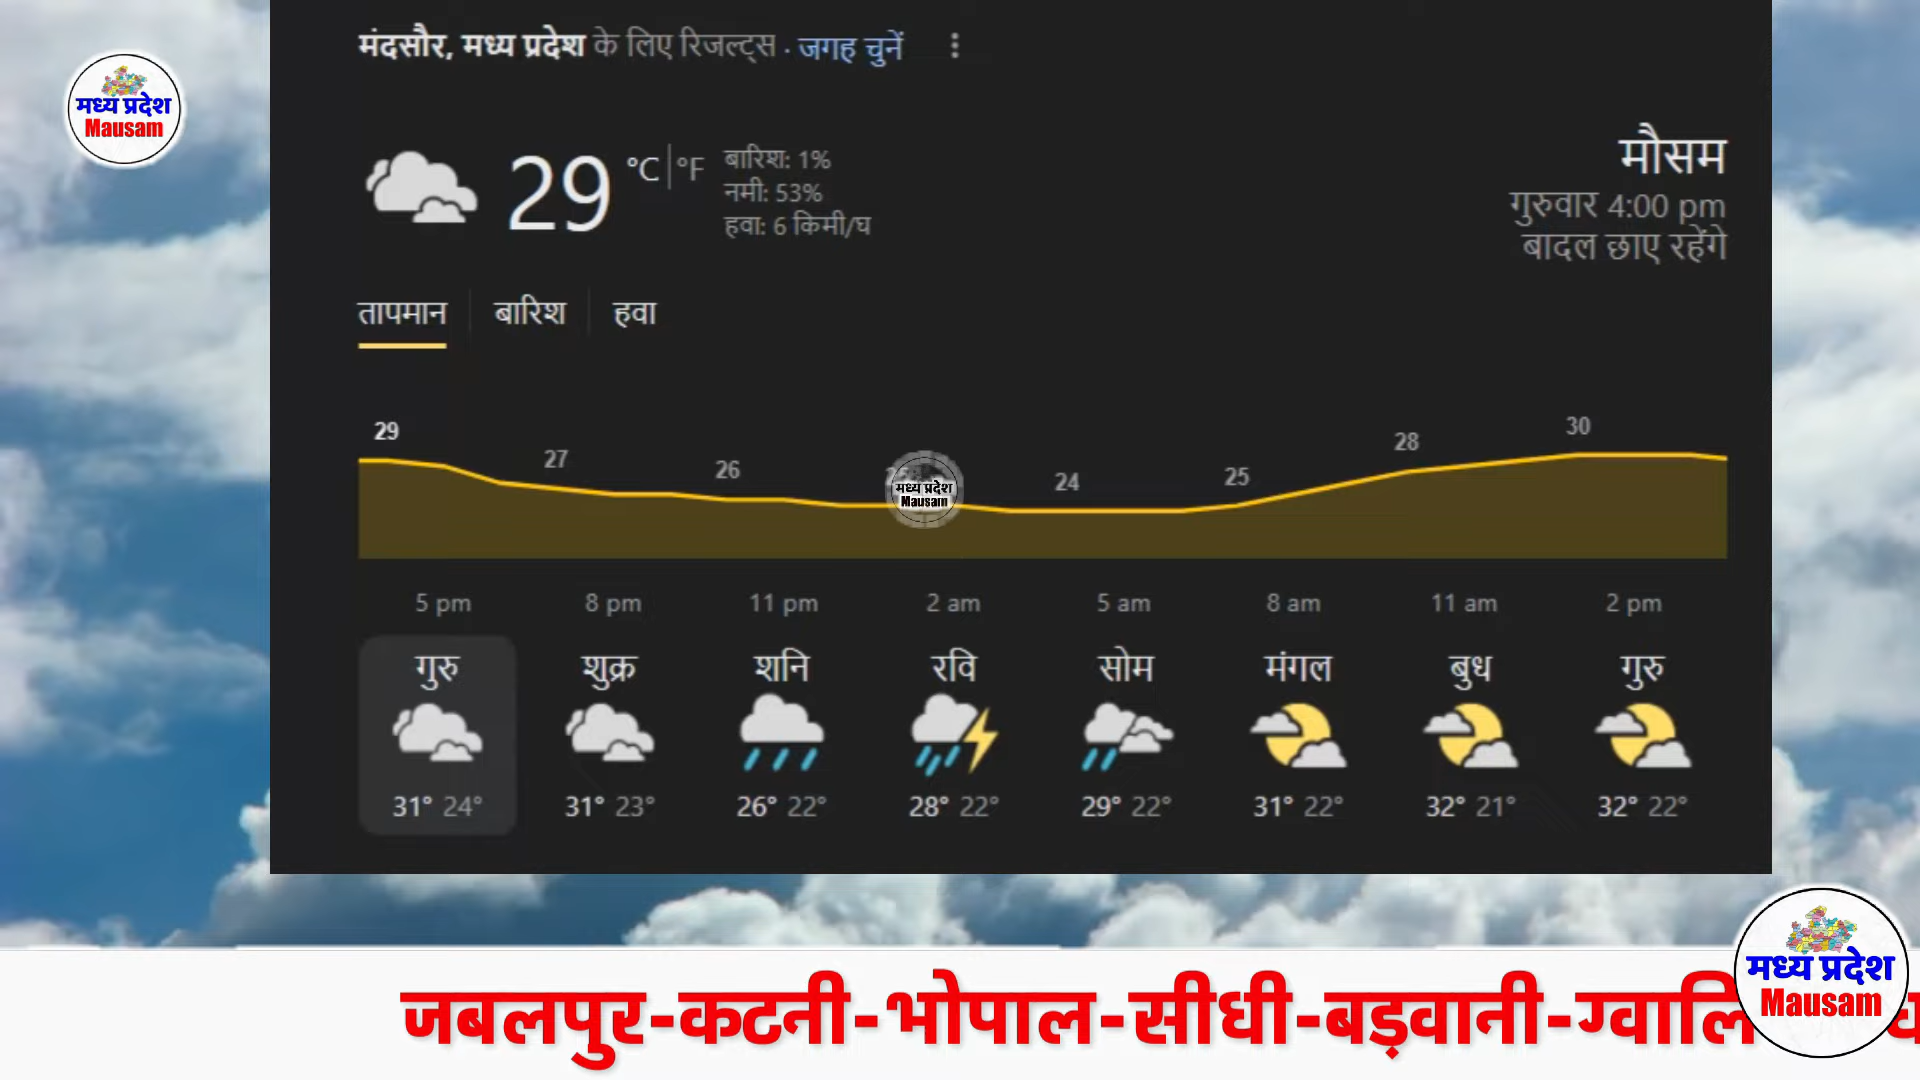 मंदसौर, मध्य प्रदेश के लिए रिजल्ट्स · जगह चुनें
मध्य प्रदेश
Mausam
29 °C | °F
बारिश: 1%
नमी: 53%
हवा: 6 किमी/घ
मौसम
गुरुवार 4:00 pm
बादल छाए रहेंगे
तापमान बारिश हवा
29 27 26 24 25 28 30
मध्य प्रदेश
Mausam
5 pm 8 pm 11 pm 2 am 5 am 8 am 11 am 2 pm
गुरु शुक्र शनि रवि सोम मंगल बुध गुरु
31° 24° 31° 23° 26° 22° 28° 22° 29° 22° 31° 22° 32° 21° 32° 22°
जबलपुर-कटनी-भोपाल-सीधी-बड़वानी-ग्वालि
मध्य प्रदेश
Mausam